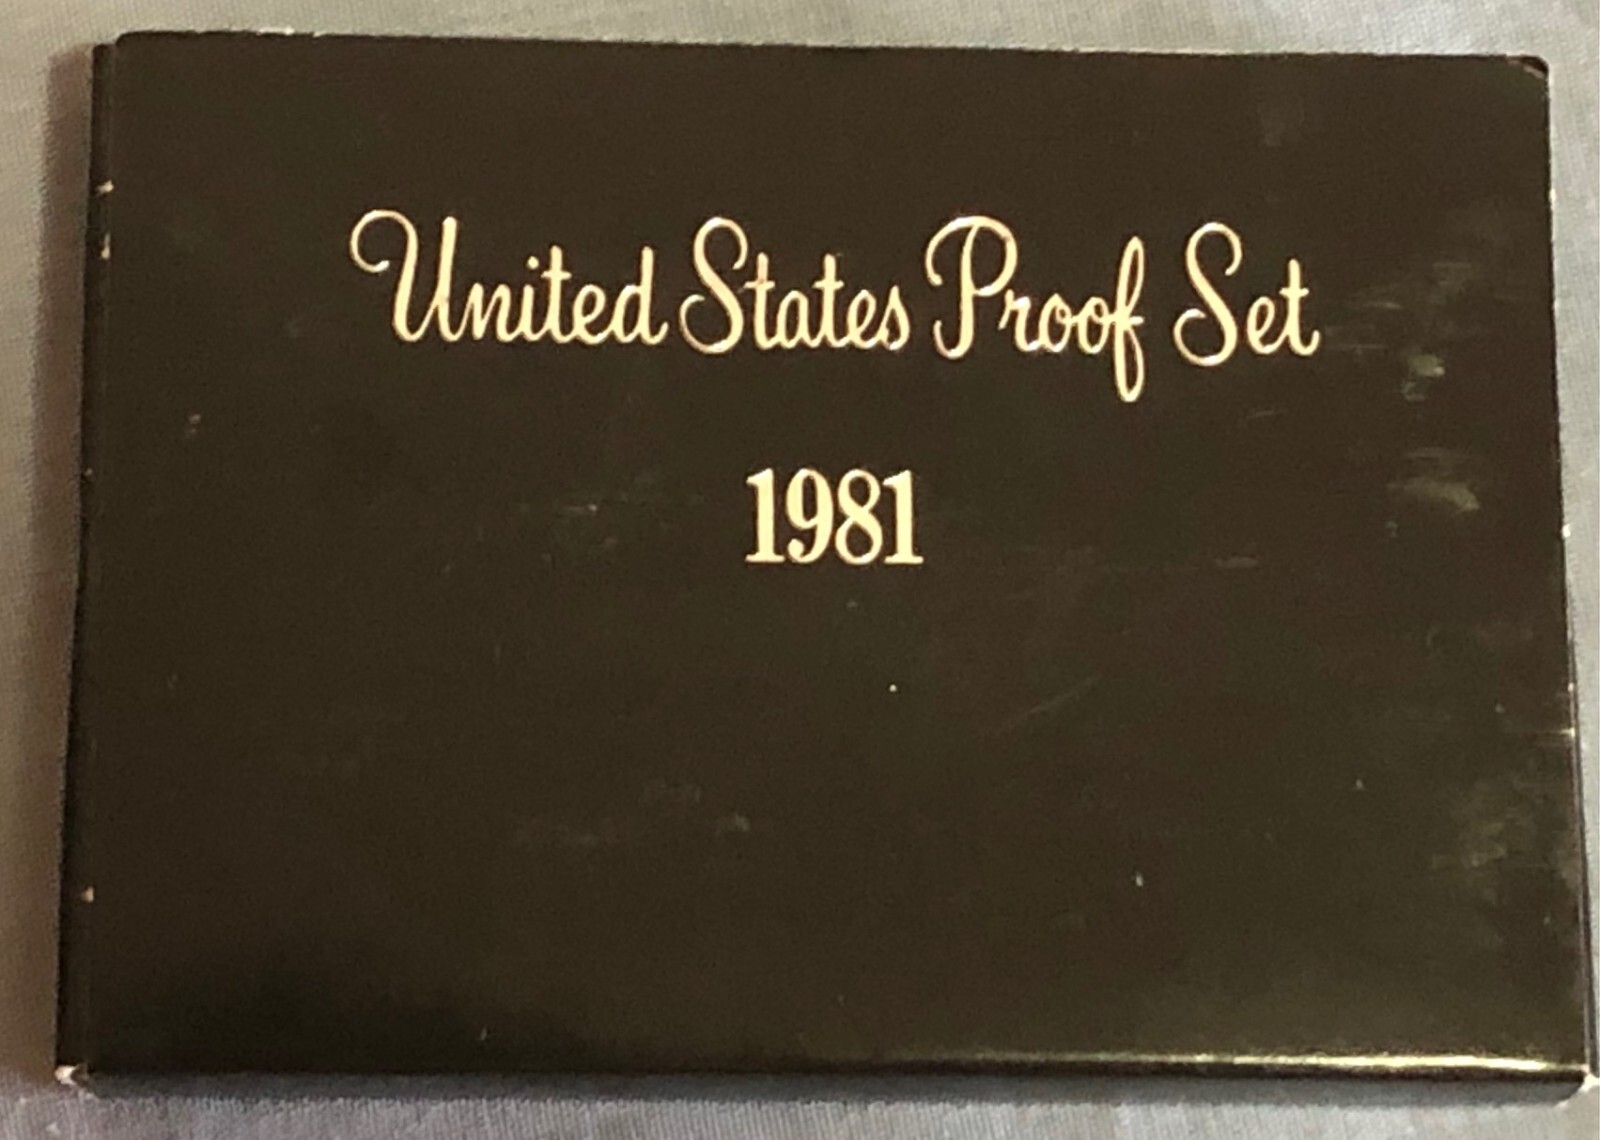 United States Proof Set
1981